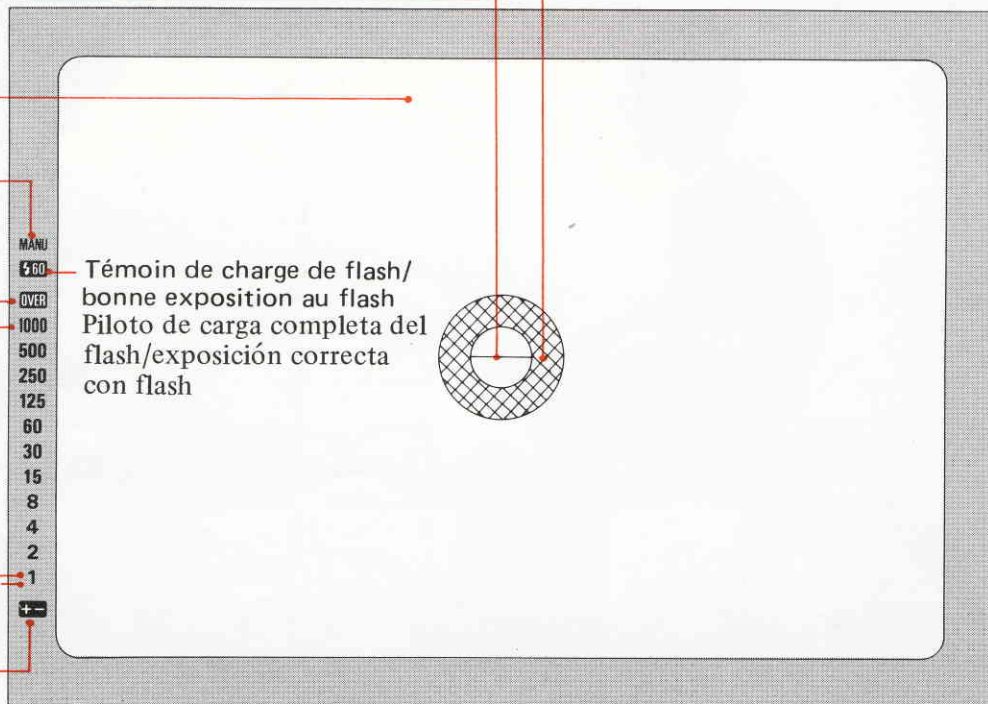 MANU
⚡60
OVER
1000
500
250
125
60
30
15
8
4
2
1
+ −
Témoin de charge de flash/
bonne exposition au flash
Piloto de carga completa del
flash/exposición correcta
con flash